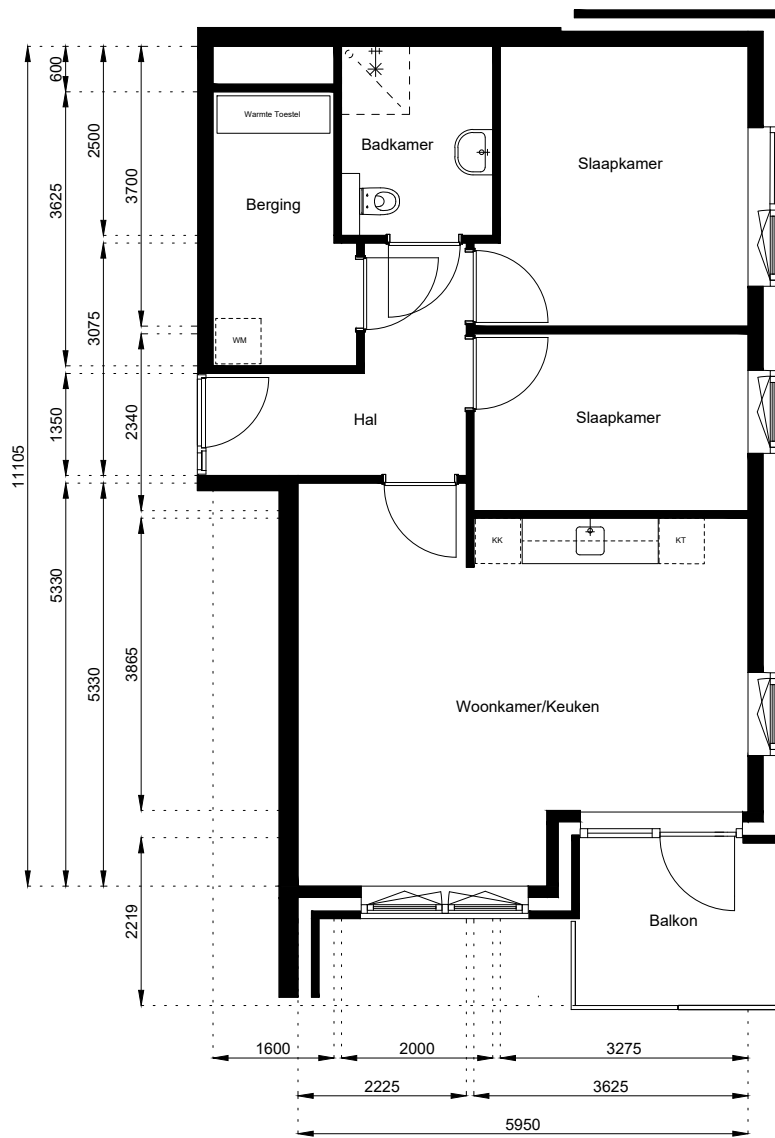 Warmte Toestel
Badkamer
Slaapkamer
Berging
WM
Hal
Slaapkamer
KK
KT
Woonkamer/Keuken
Balkon
600
2500
3700
3625
3075
1350
2340
11105
5330
5330
3865
2219
1600
2000
3275
2225
3625
5950